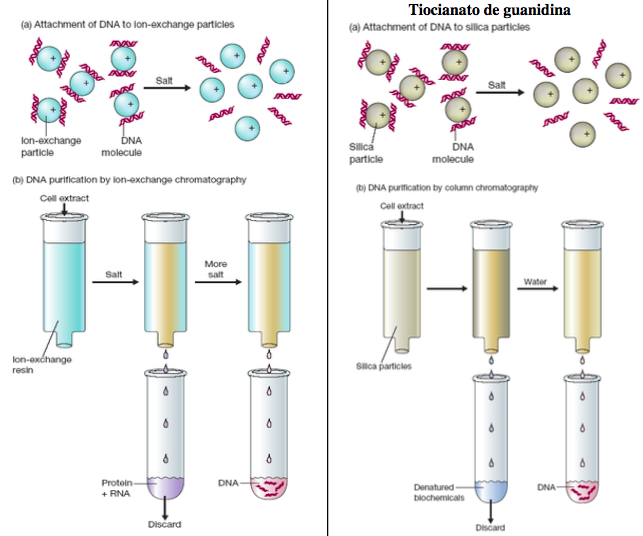 (a) Attachment of DNA to ion-exchange particles
+
+
+
+
+
Salt
+
+
+
+
+
+
Ion-exchange
particle
DNA
molecule
(b) DNA purification by ion-exchange chromatography
Cell extract
Salt
More
salt
Ion-exchange
resin
Protein
+ RNA
DNA
Discard
Tiocianato de guanidina
(a) Attachment of DNA to silica particles
+
+
+
+
+
Salt
+
+
+
+
+
+
Silica
particle
DNA
molecule
(b) DNA purification by column chromatography
Cell extract
Water
Silica particles
Denatured
biochemicals
DNA
Discard